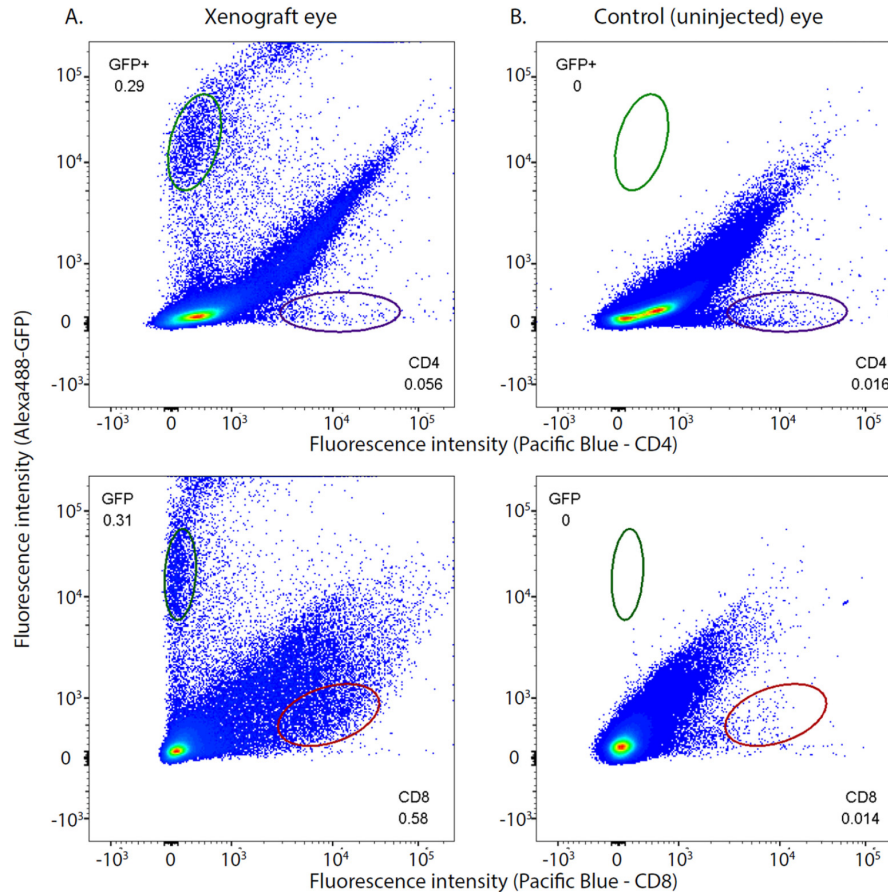 A. Xenograft eye
B. Control (uninjected) eye
Fluorescence intensity (Alexa488-GFP)
GFP+
0.29
10⁵
10⁴
10³
0
-10³
CD4
0.056
-10³ 0 10³ 10⁴ 10⁵
GFP+
0
10⁵
10⁴
10³
0
-10³
CD4
0.016
-10³ 0 10³ 10⁴ 10⁵
Fluorescence intensity (Pacific Blue - CD4)
GFP
0.31
10⁵
10⁴
10³
0
-10³
CD8
0.58
-10³ 0 10³ 10⁴ 10⁵
GFP
0
10⁵
10⁴
10³
0
-10³
CD8
0.014
-10³ 0 10³ 10⁴ 10⁵
Fluorescence intensity (Pacific Blue - CD8)